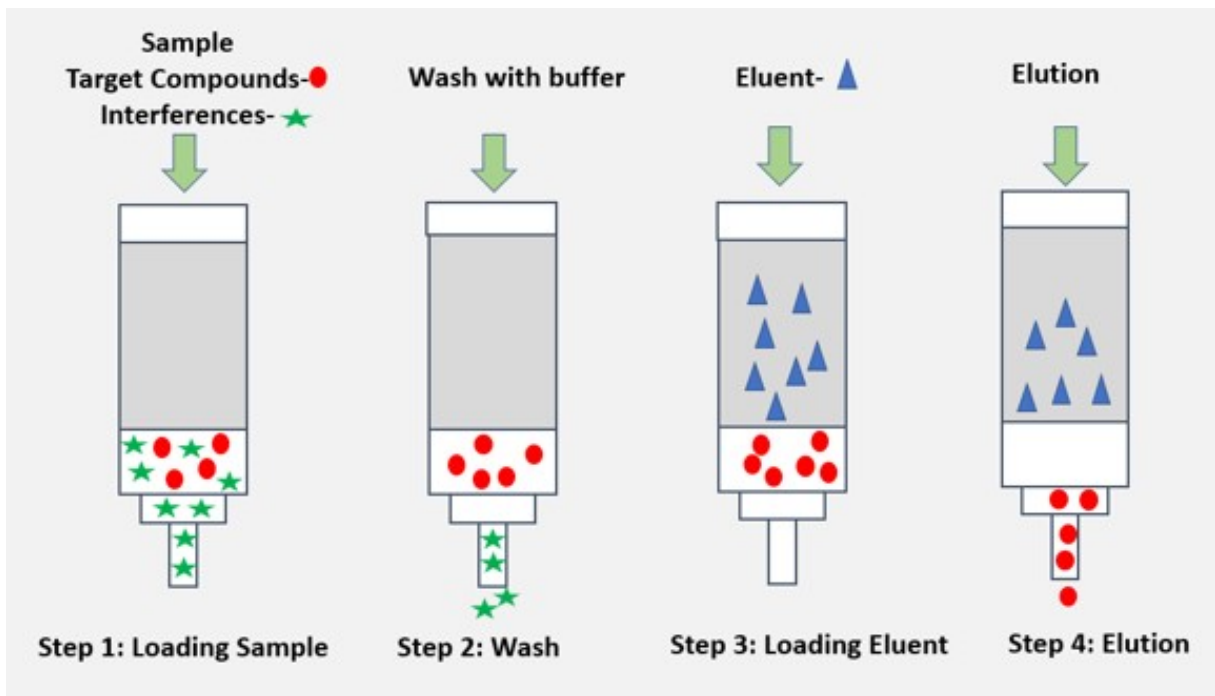 Sample
Target Compounds-
Interferences-
Wash with buffer
Eluent-
Elution
Step 1: Loading Sample
Step 2: Wash
Step 3: Loading Eluent
Step 4: Elution